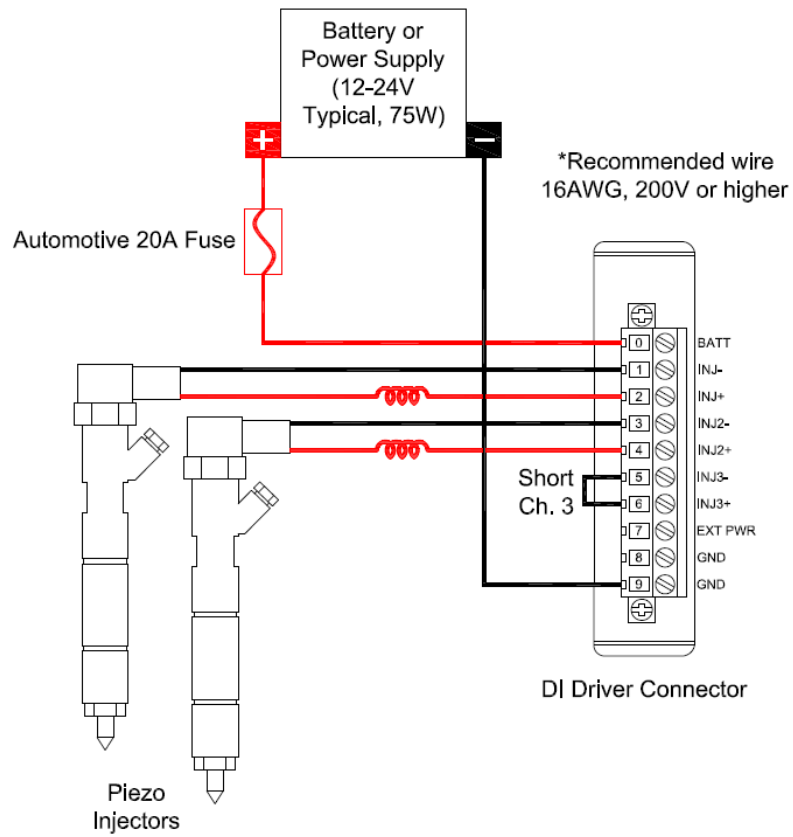 Battery or
Power Supply
(12-24V
Typical, 75W)
+
-
*Recommended wire
16AWG, 200V or higher
Automotive 20A Fuse
0 BATT
1 INJ-
2 INJ+
3 INJ2-
4 INJ2+
5 INJ3-
6 INJ3+
7 EXT PWR
8 GND
9 GND
Short
Ch. 3
DI Driver Connector
Piezo
Injectors